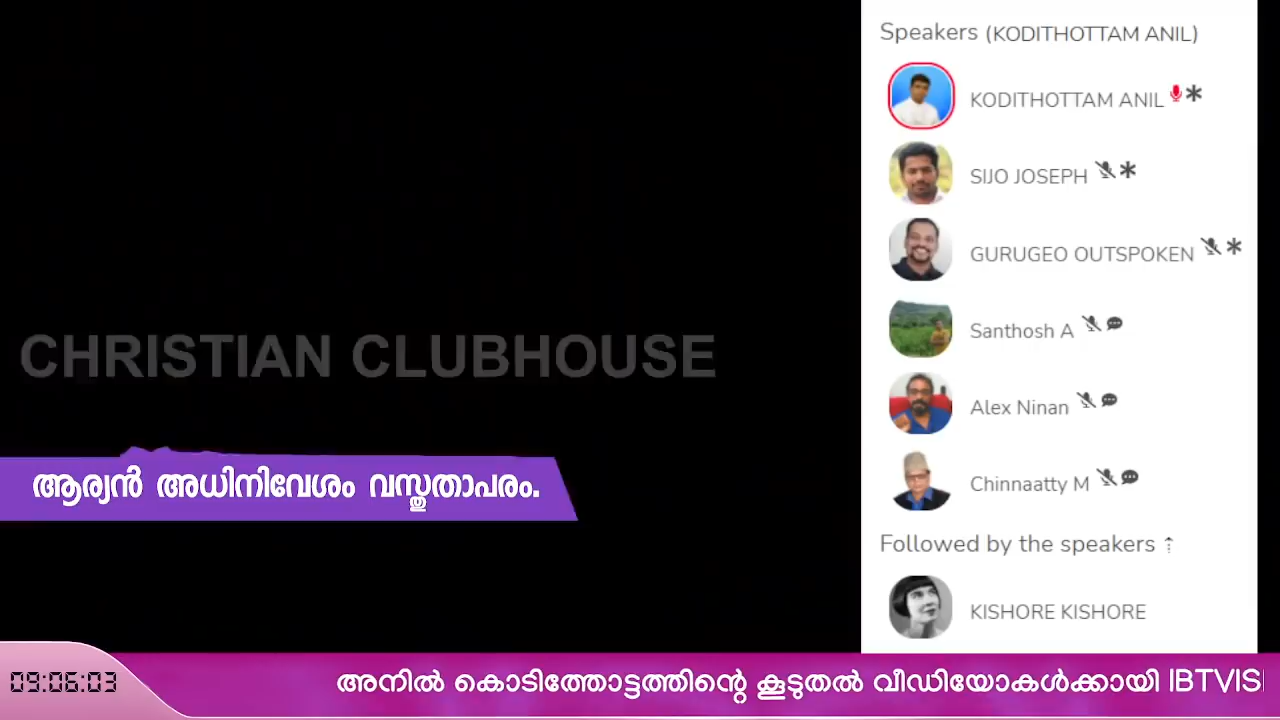 Speakers (KODITHOTTAM ANIL)
KODITHOTTAM ANIL
SIJO JOSEPH
GURUGEO OUTSPOKEN
Santhosh A
Alex Ninan
Chinnaatty M
Followed by the speakers
KISHORE KISHORE
CHRISTIAN CLUBHOUSE
ആര്യൻ അധിനിവേശം വസ്തുതാപരം.
09:06:03
അനിൽ കൊടിത്തോട്ടത്തിന്റെ കൂടുതൽ വീഡിയോകൾക്കായി IBTVIS